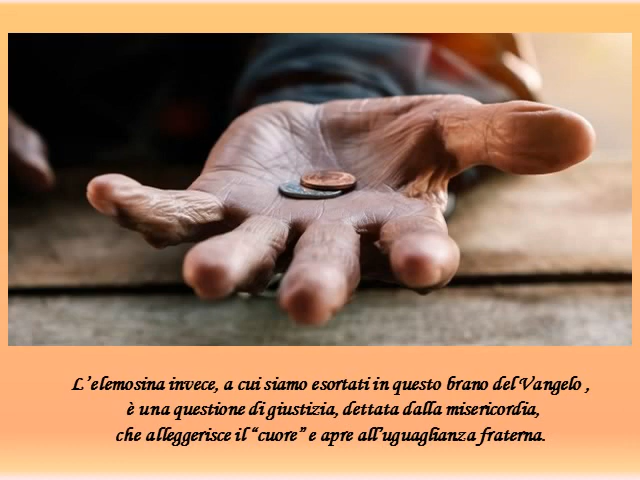 L’elemosina invece, a cui siamo esortati in questo brano del Vangelo ,
è una questione di giustizia, dettata dalla misericordia,
che alleggerisce il “cuore” e apre all’uguaglianza fraterna.